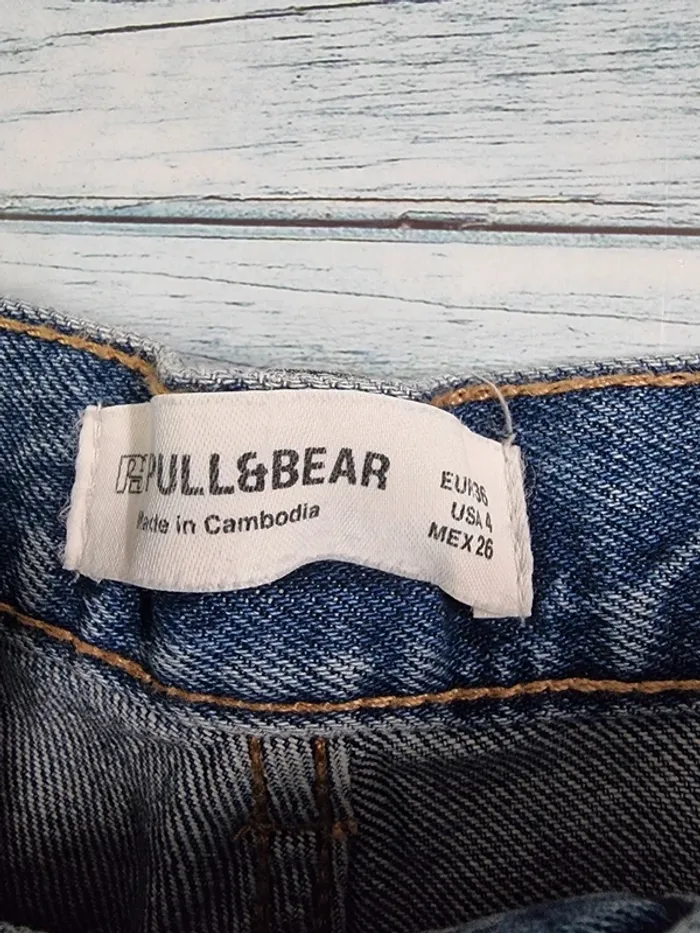 PULL&BEAR
Made in Cambodia
EUR 36
USA 4
MEX 26